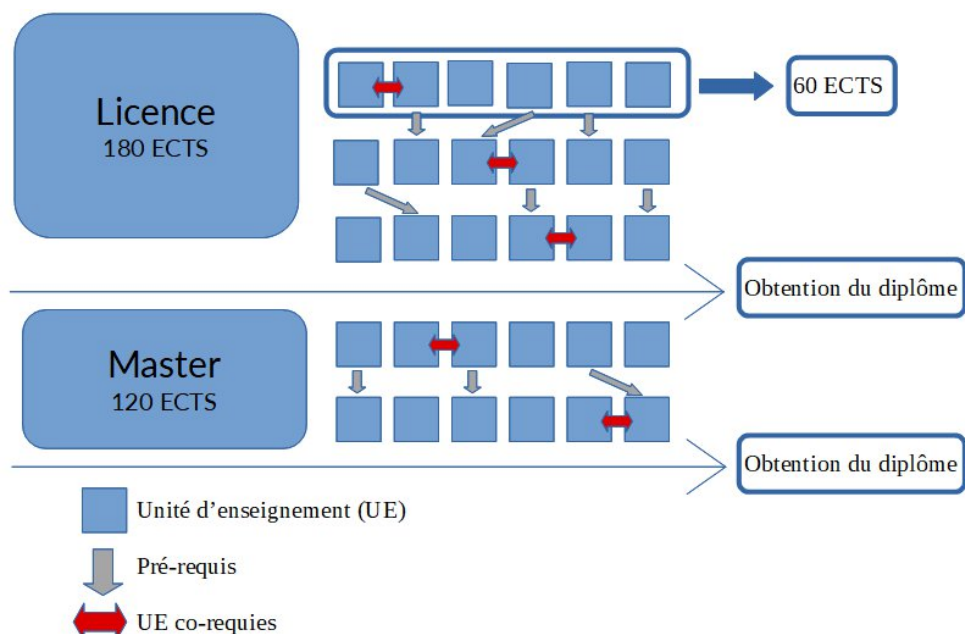 Licence
180 ECTS
60 ECTS
Obtention du diplôme
Master
120 ECTS
Obtention du diplôme
Unité d'enseignement (UE)
Pré-requis
UE co-requies